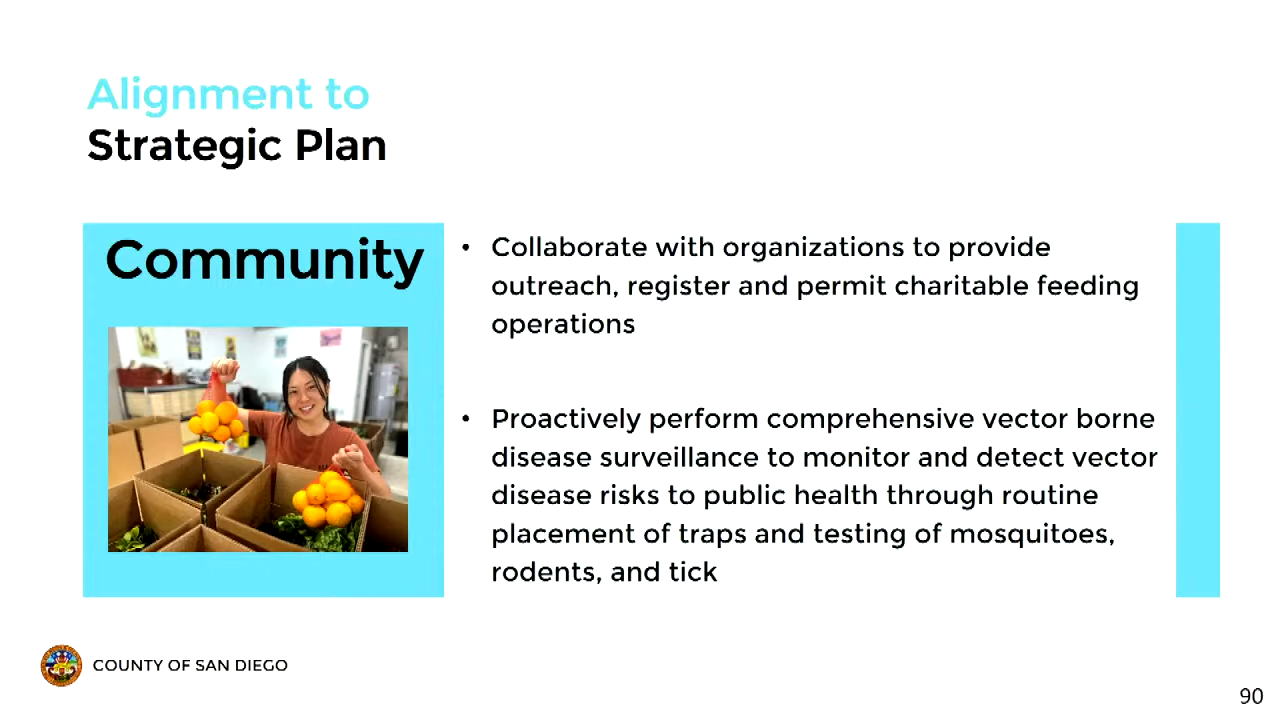 Alignment to
Strategic Plan
Community
• Collaborate with organizations to provide
outreach, register and permit charitable feeding
operations
• Proactively perform comprehensive vector borne
disease surveillance to monitor and detect vector
disease risks to public health through routine
placement of traps and testing of mosquitoes,
rodents, and tick
COUNTY OF SAN DIEGO
90